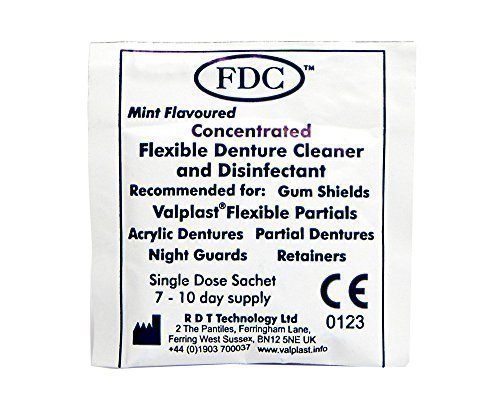 FDC™
Mint Flavoured
Concentrated
Flexible Denture Cleaner
and Disinfectant
Recommended for: Gum Shields
Valplast® Flexible Partials
Acrylic Dentures Partial Dentures
Night Guards Retainers
Single Dose Sachet
7 - 10 day supply
CE
0123
R D T Technology Ltd
2 The Pantiles, Ferringham Lane,
Ferring West Sussex, BN12 5NE UK
+44 (0)1903 700037 www.valplast.info